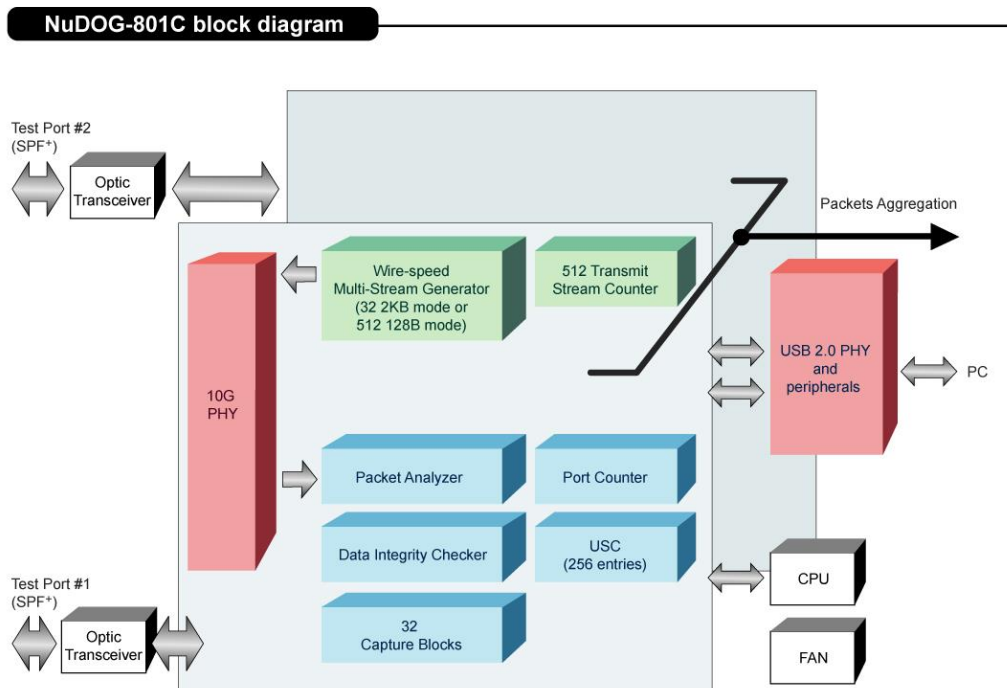 NuDOG-801C block diagram
Test Port #2
(SPF+)
Optic
Transceiver
Packets Aggregation
Wire-speed
Multi-Stream Generator
(32 2KB mode or
512 128B mode)
512 Transmit
Stream Counter
USB 2.0 PHY
and
peripherals
PC
10G
PHY
Packet Analyzer
Port Counter
Data Integrity Checker
USC
(256 entries)
32
Capture Blocks
Test Port #1
(SPF+)
Optic
Transceiver
CPU
FAN